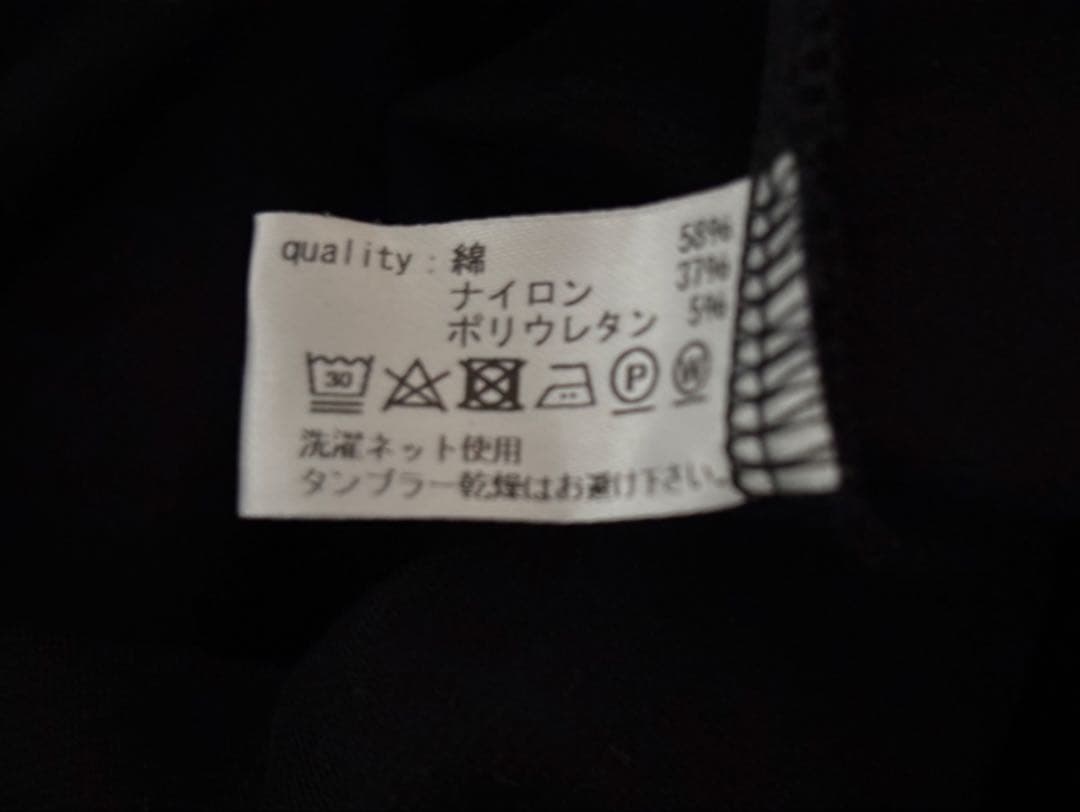 quality : 綿 58%
ナイロン 37%
ポリウレタン 5%
30 P W
洗濯ネット使用
タンブラー乾燥はお避け下さい。